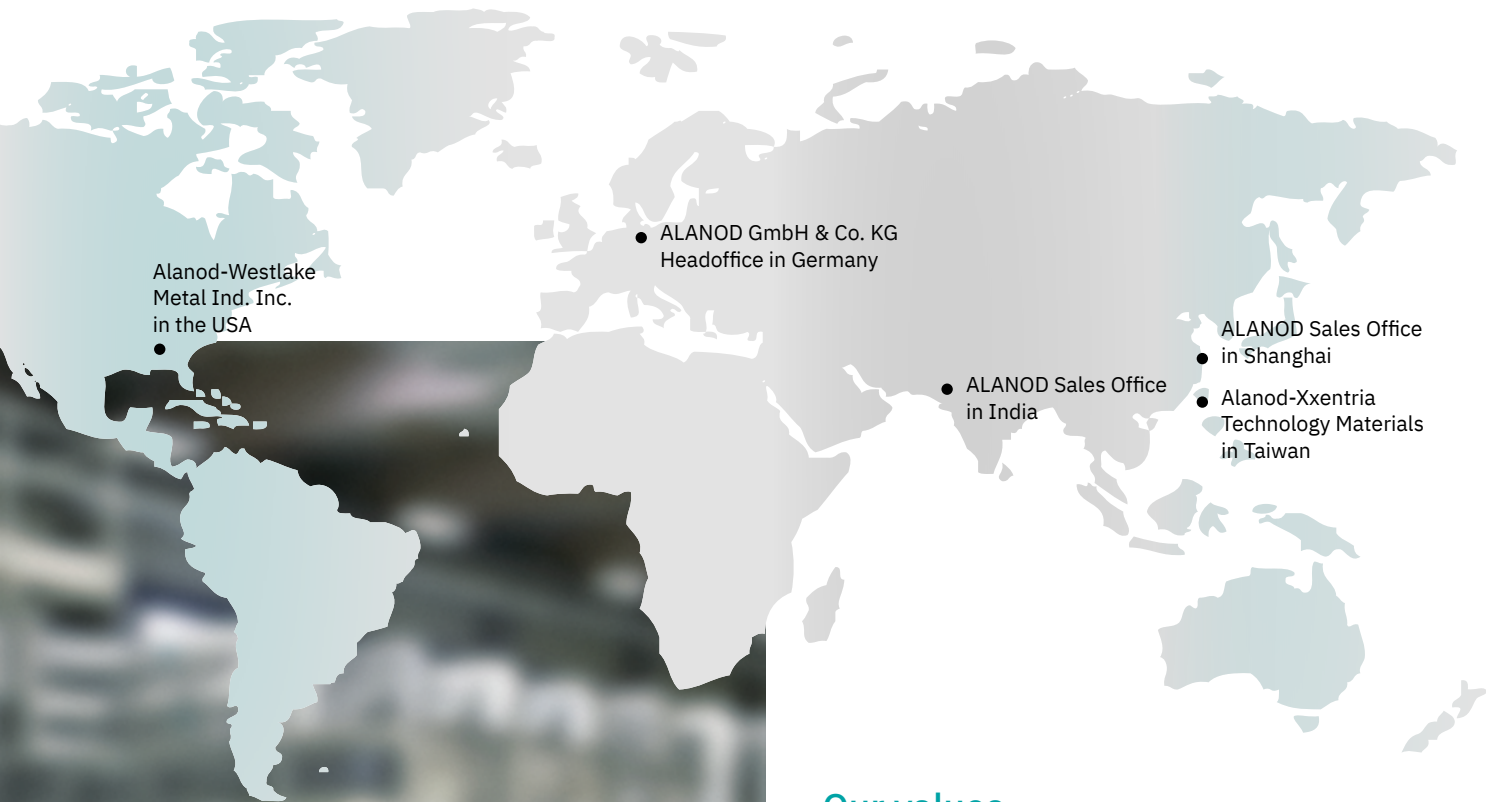 ALANOD GmbH & Co. KG
Headoffice in Germany
Alanod-Westlake
Metal Ind. Inc.
in the USA
ALANOD Sales Office
in Shanghai
ALANOD Sales Office
in India
Alanod-Xxentria
Technology Materials
in Taiwan
Our values